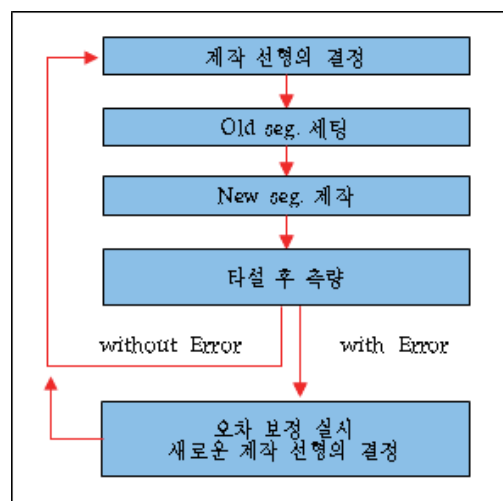 제작 선형의 결정
Old seg. 세팅
New seg. 제작
타설 후 측량
without Error
with Error
오차 보정 실시
새로운 제작 선형의 결정